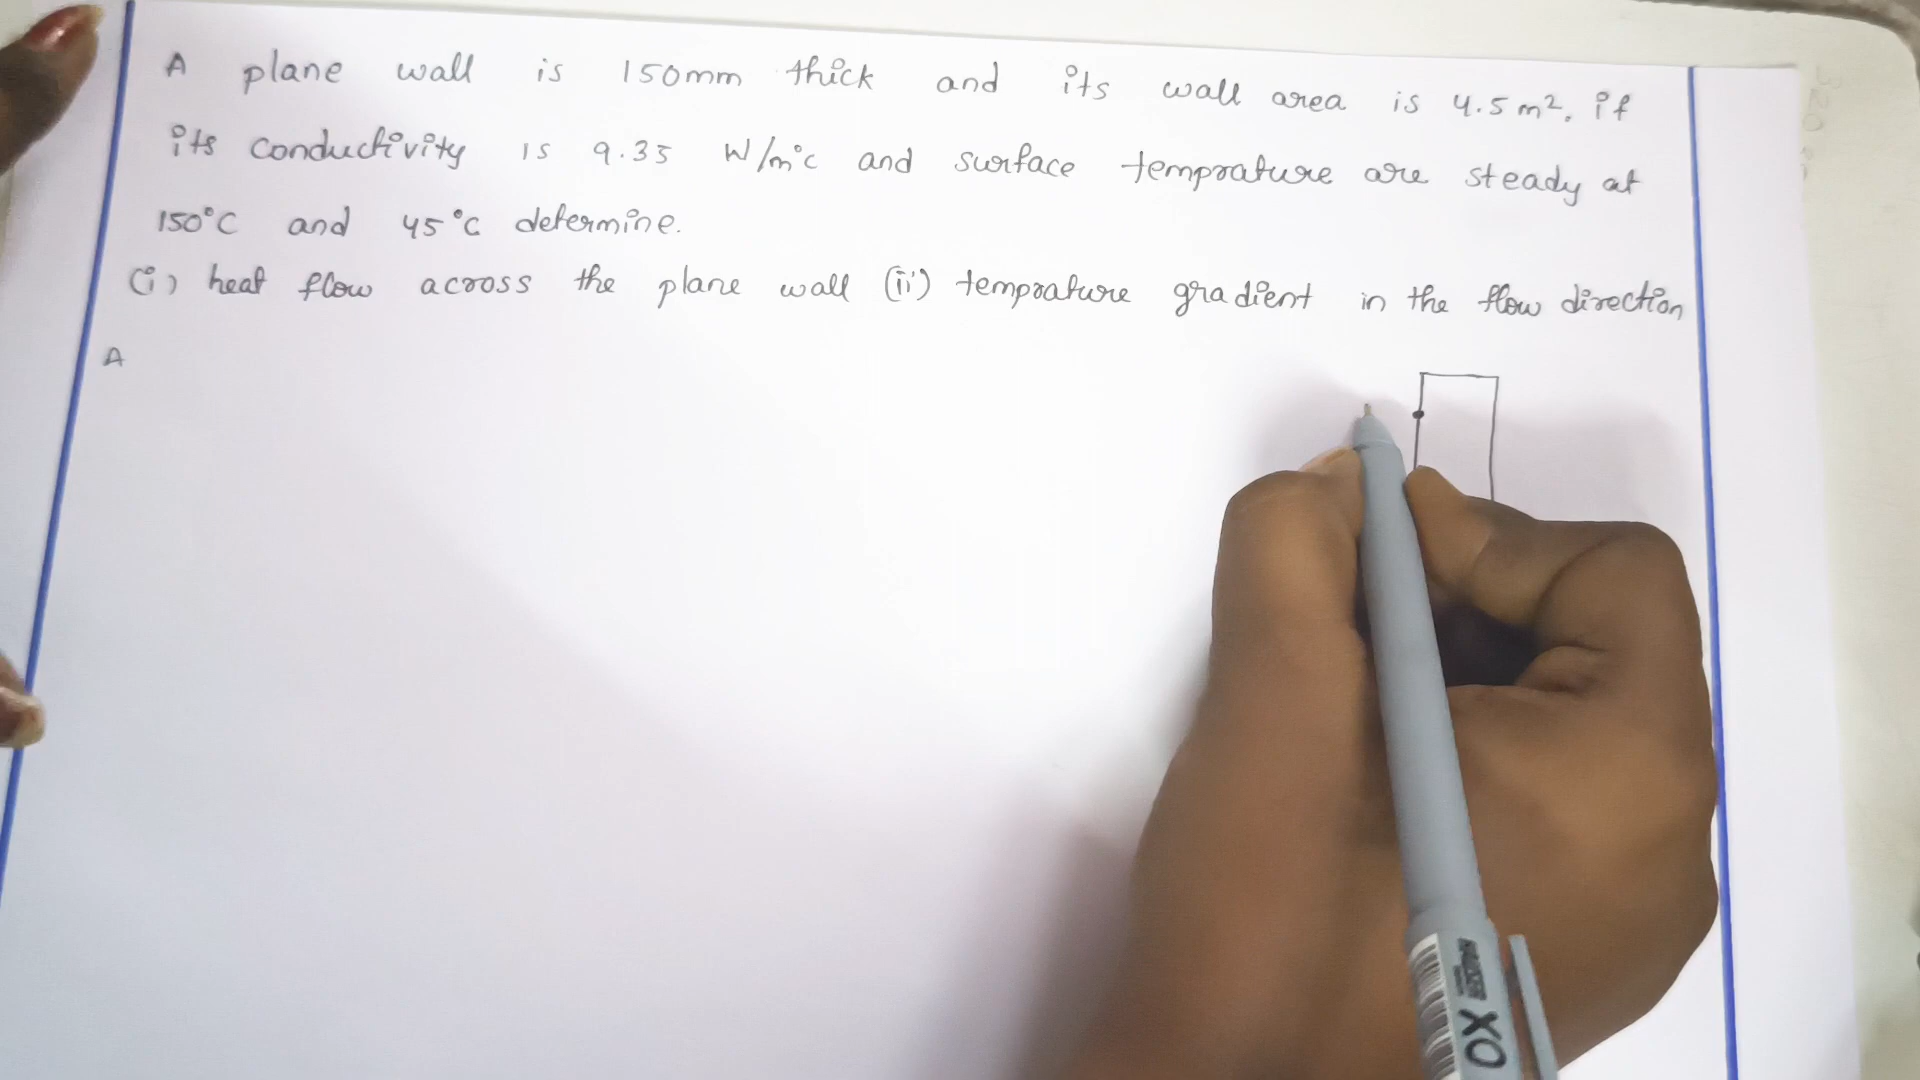 A plane wall is 150mm thick and its wall area is 4.5 m². if
its conductivity is 9.35 W/m°c and surface temprature are steady at
150°C and 45°C determine.
(i) heat flow across the plane wall (ii) temprature gradient in the flow direction
A
OX